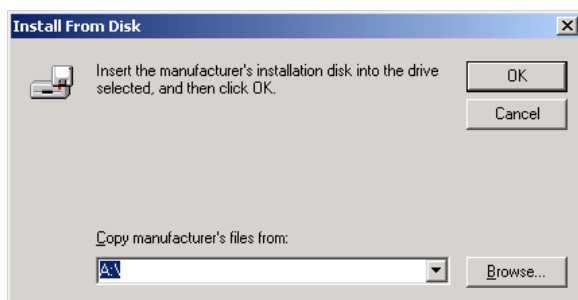 Install From Disk
Insert the manufacturer's installation disk into the drive
selected, and then click OK.
OK
Cancel
Copy manufacturer's files from:
A:\
Browse...